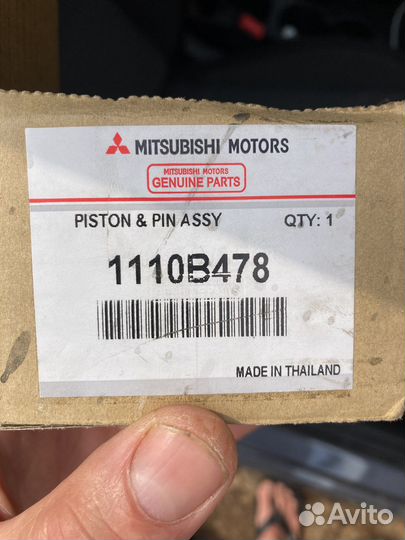 MITSUBISHI MOTORS
MITSUBISHI MOTORS
GENUINE PARTS
PISTON & PIN ASSY QTY: 1
1110B478
MADE IN THAILAND
Avito